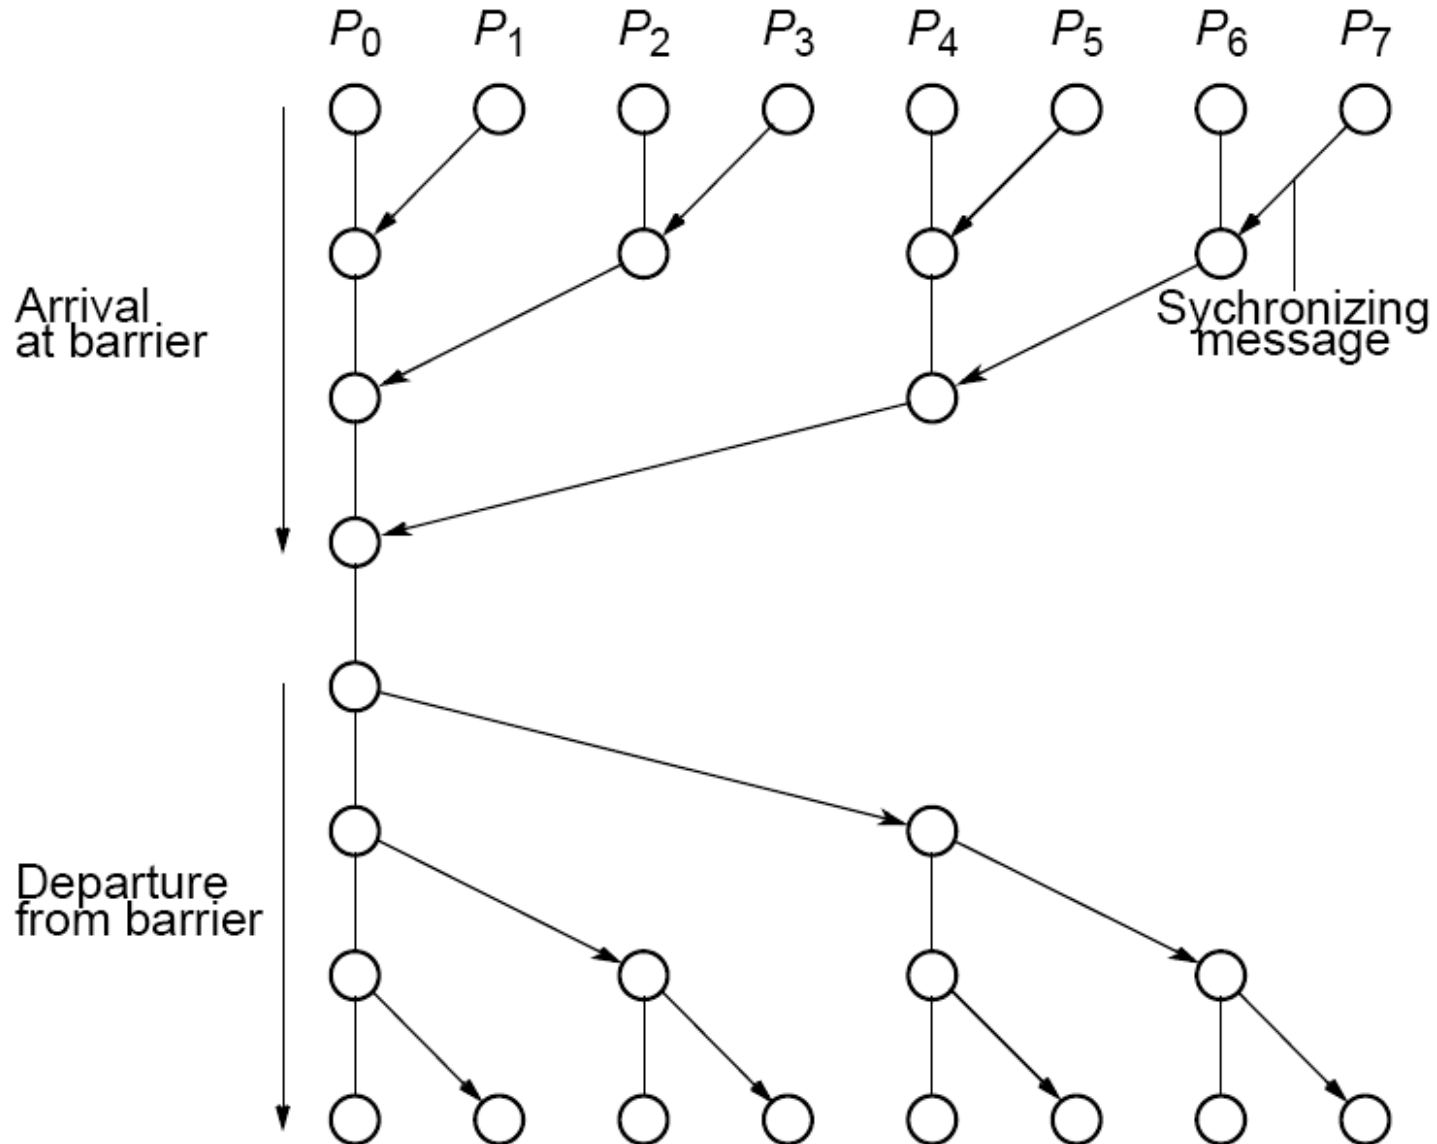 P0 P1 P2 P3 P4 P5 P6 P7
Arrival
at barrier
Sychronizing
message
Departure
from barrier